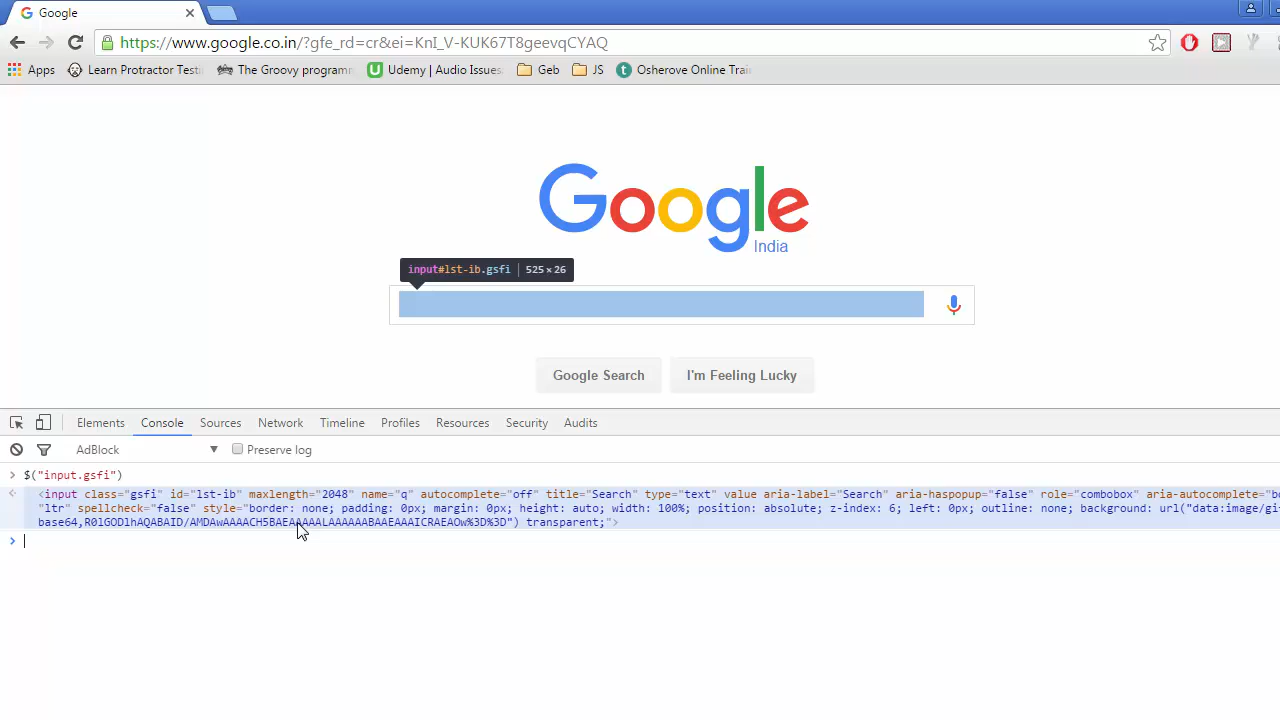 Google
https://www.google.co.in/?gfe_rd=cr&ei=KnI_V-KUK67T8geevqCYAQ
Apps Learn Protractor Testi The Groovy programm Udemy | Audio Issues Geb JS Osherove Online Trai
Google
India
input#lst-ib.gsfi | 525 × 26
Google Search I'm Feeling Lucky
Elements Console Sources Network Timeline Profiles Resources Security Audits
AdBlock Preserve log
$("input.gsfi")
<input class="gsfi" id="lst-ib" maxlength="2048" name="q" autocomplete="off" title="Search" type="text" value aria-label="Search" aria-haspopup="false" role="combobox" aria-autocomplete="bo
"ltr" spellcheck="false" style="border: none; padding: 0px; margin: 0px; height: auto; width: 100%; position: absolute; z-index: 6; left: 0px; outline: none; background: url("data:image/gi
base64,R0lGODlhAQABAID/AMDAwAAAACH5BAEAAAAALAAAAAABAAEAAAICRAEAOw%3D%3D") transparent;">